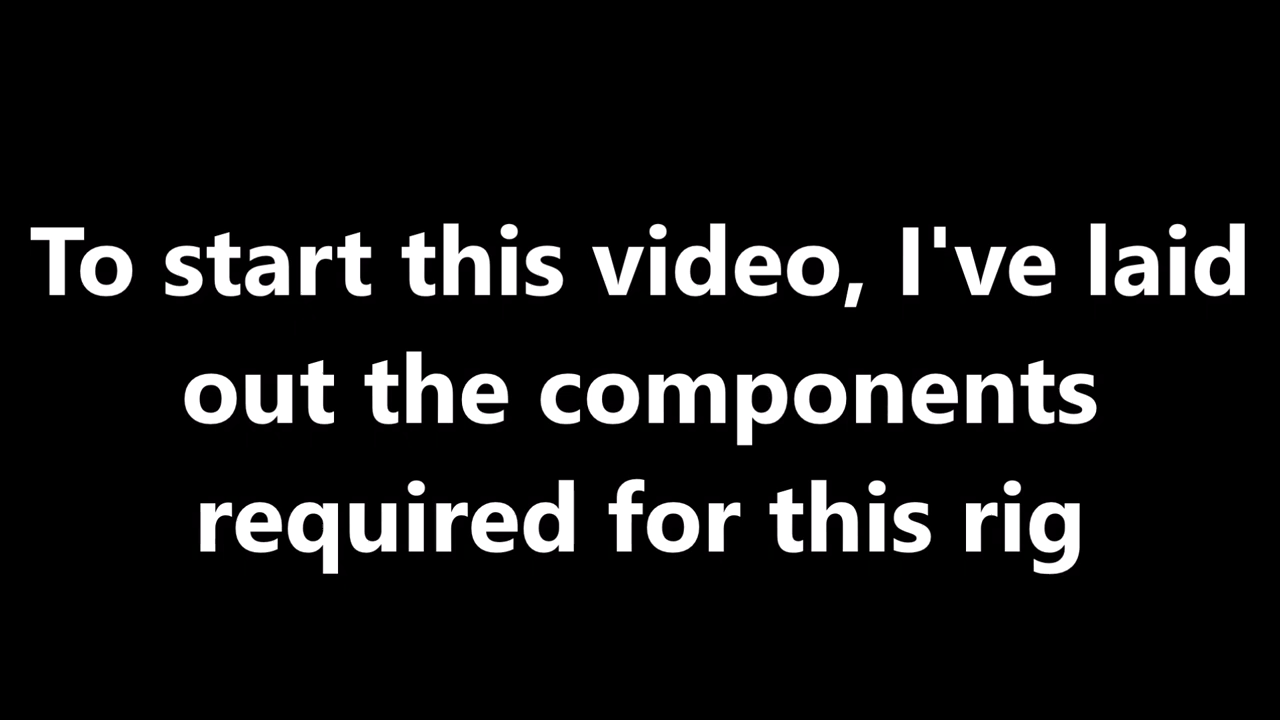 To start this video, I've laid
out the components
required for this rig